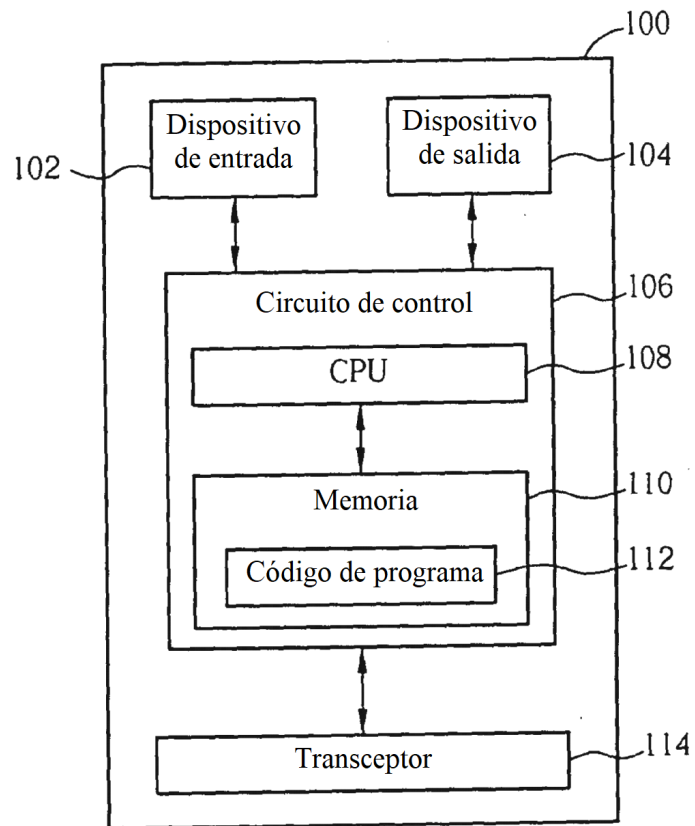 100
Dispositivo
de entrada
Dispositivo
de salida
102
104
Circuito de control
106
CPU
108
Memoria
110
Código de programa
112
Transceptor
114